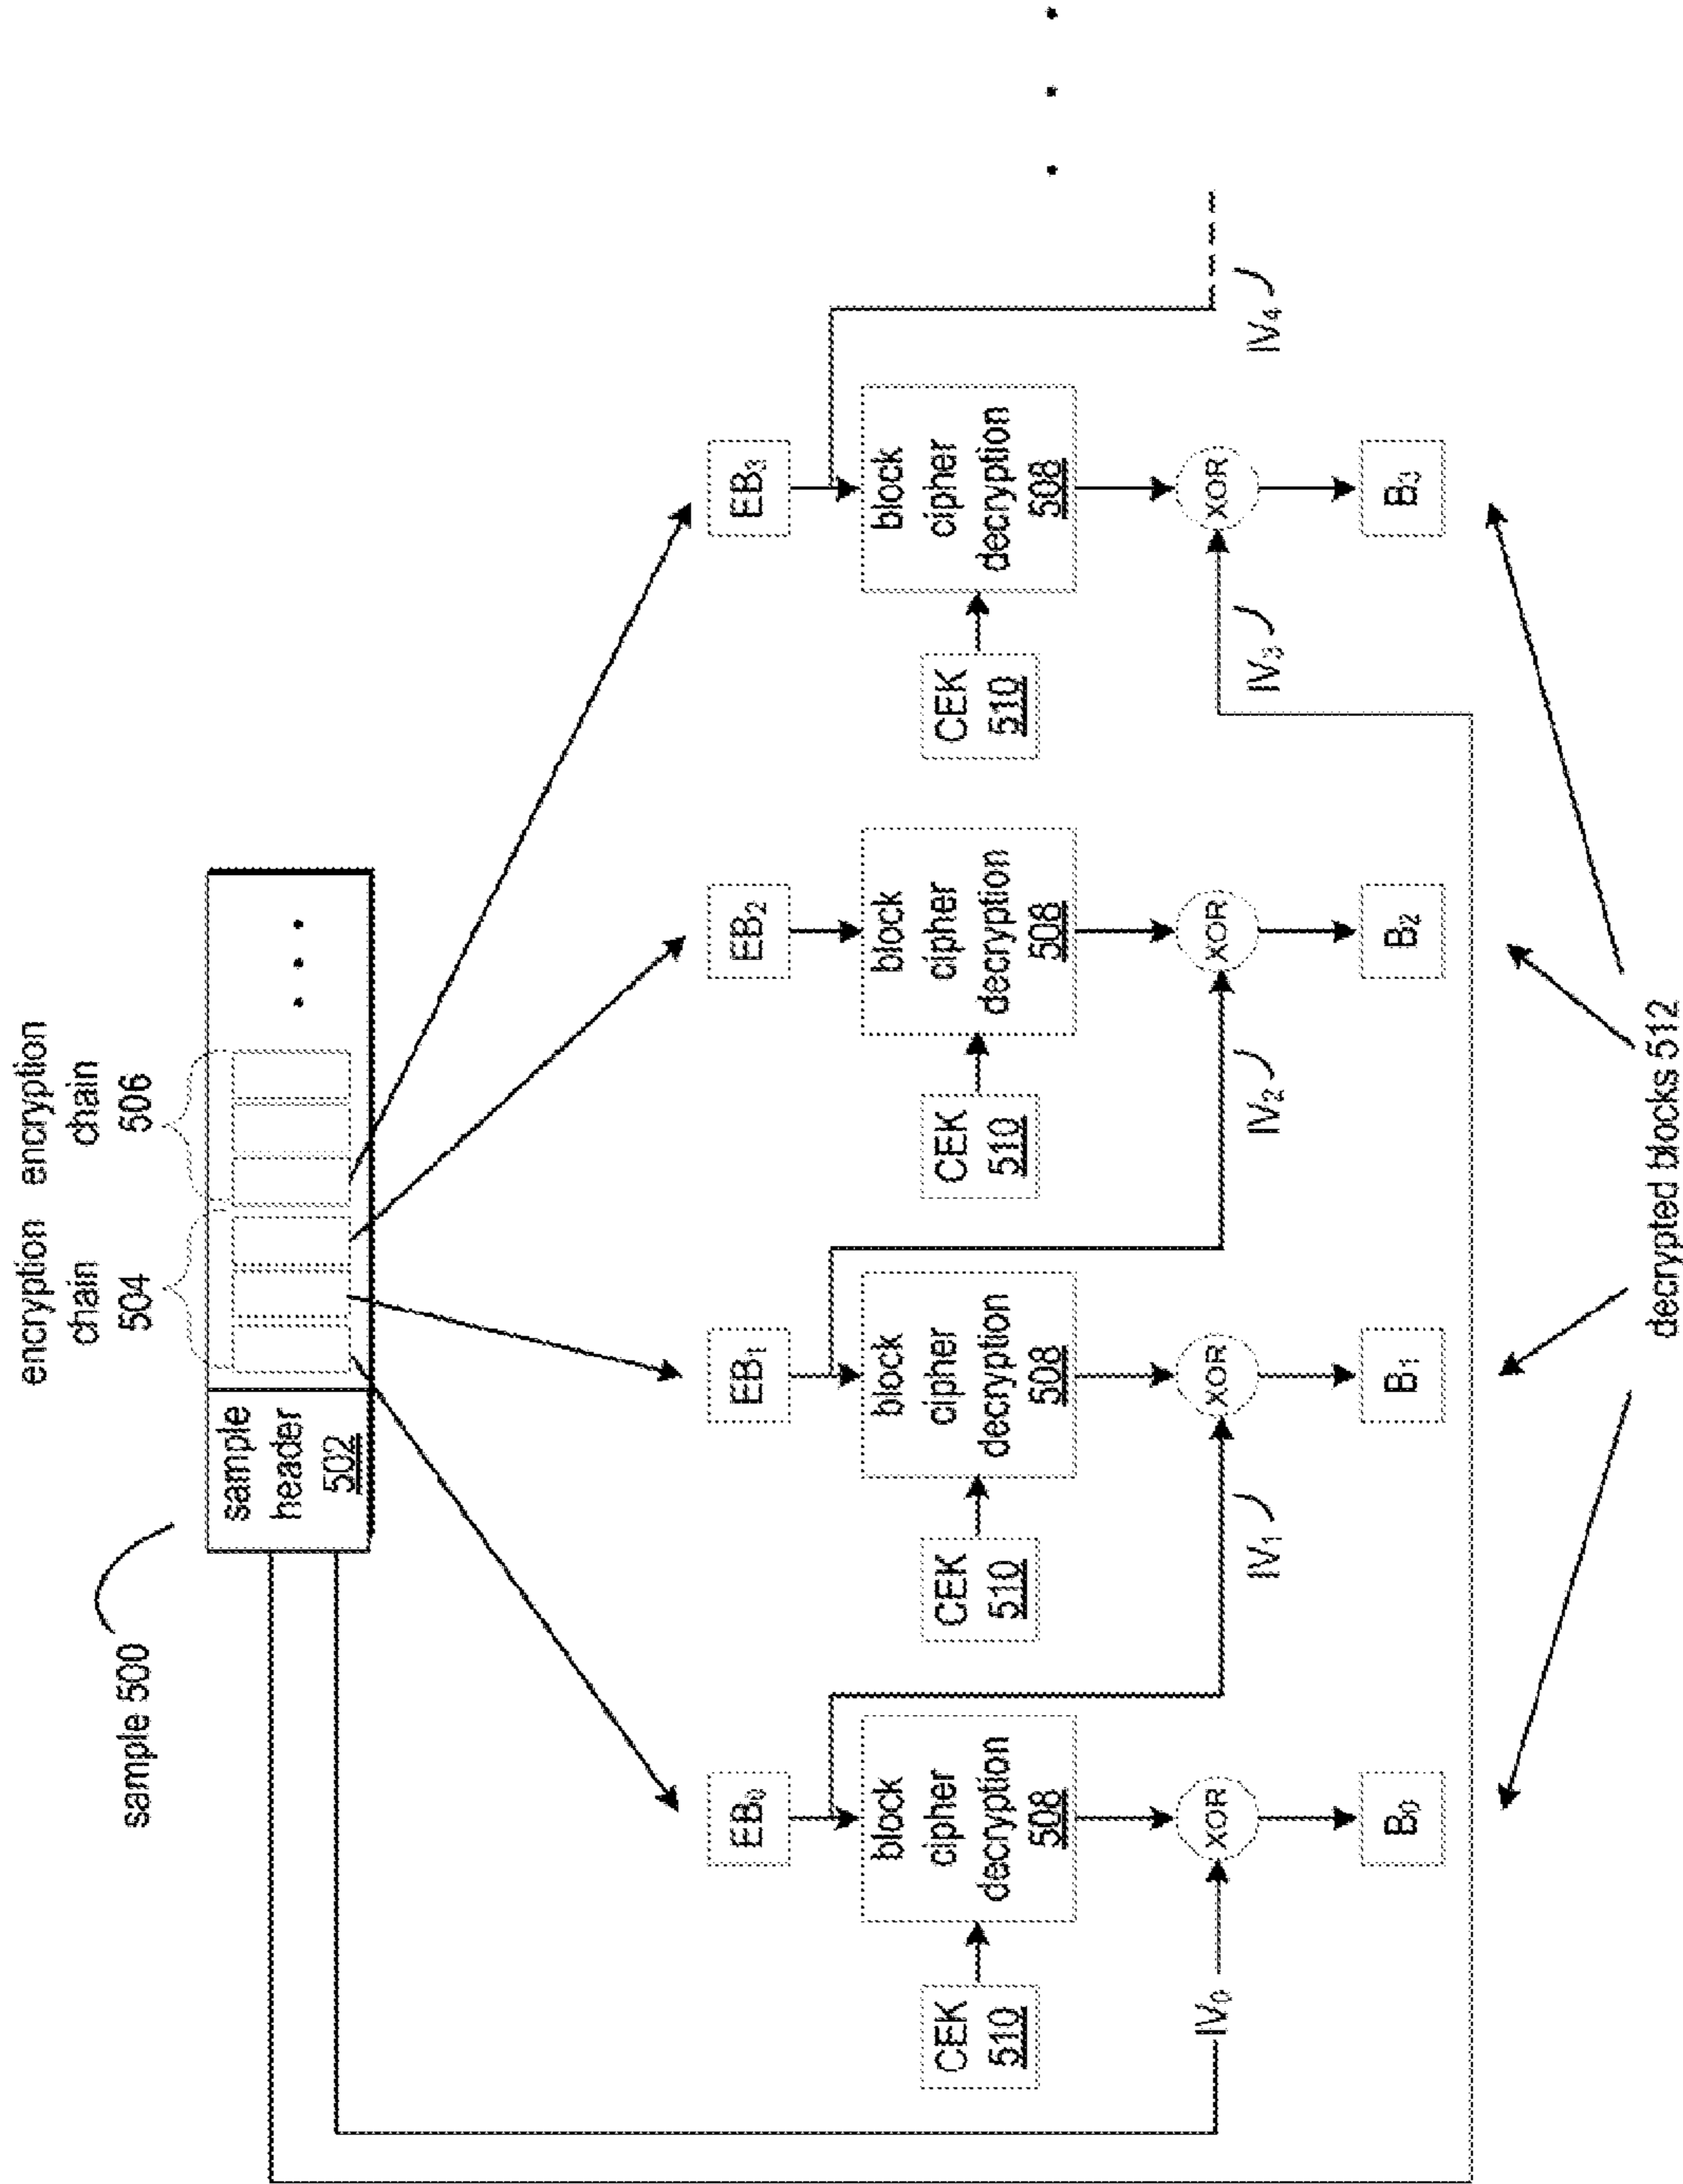 sample 500
encryption
chain
504
encryption
chain
506
sample
header
502
EB₀
EB₁
EB₂
EB₃
block
cipher
decryption
508
block
cipher
decryption
508
block
cipher
decryption
508
block
cipher
decryption
508
CEK
510
CEK
510
CEK
510
CEK
510
IV₀
XOR
IV₁
XOR
IV₂
XOR
IV₃
XOR
IV₄
B₀
B₁
B₂
B₃
decrypted blocks 512